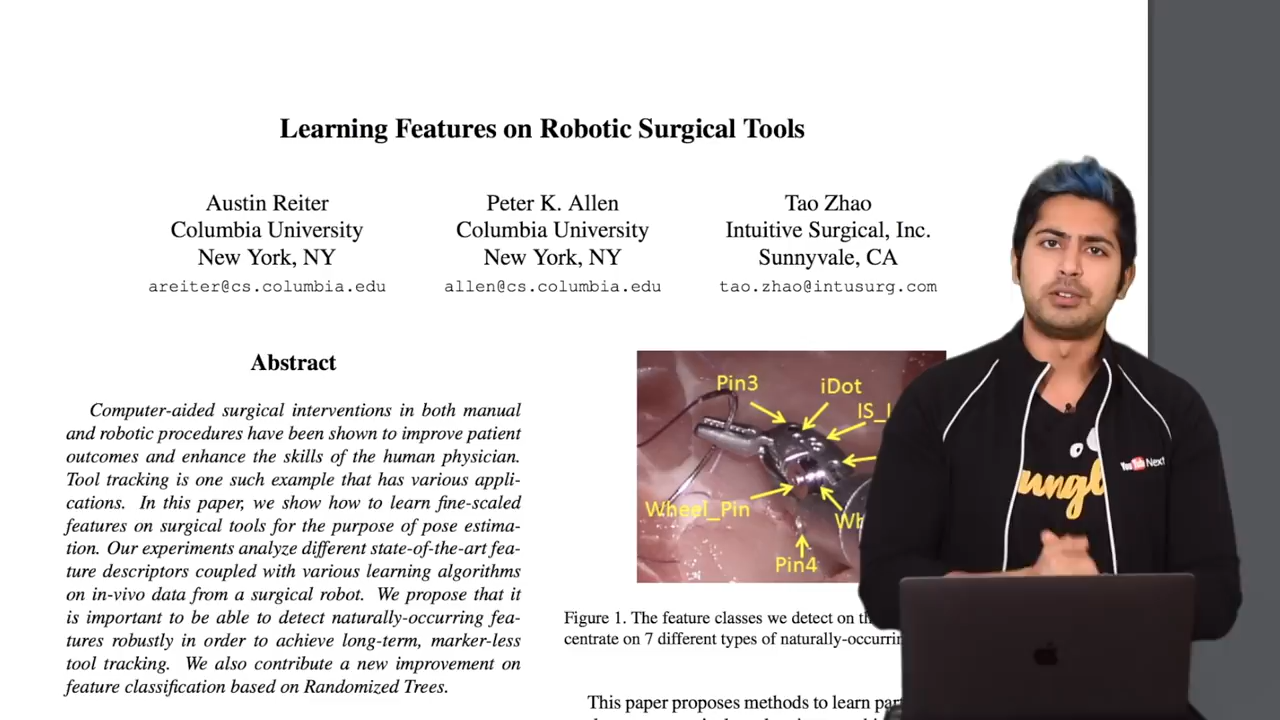 Learning Features on Robotic Surgical Tools
Austin Reiter
Columbia University
New York, NY
areiter@cs.columbia.edu
Peter K. Allen
Columbia University
New York, NY
allen@cs.columbia.edu
Tao Zhao
Intuitive Surgical, Inc.
Sunnyvale, CA
tao.zhao@intusurg.com
Abstract
Computer-aided surgical interventions in both manual
and robotic procedures have been shown to improve patient
outcomes and enhance the skills of the human physician.
Tool tracking is one such example that has various appli-
cations. In this paper, we show how to learn fine-scaled
features on surgical tools for the purpose of pose estima-
tion. Our experiments analyze different state-of-the-art fea-
ture descriptors coupled with various learning algorithms
on in-vivo data from a surgical robot. We propose that it
is important to be able to detect naturally-occurring fea-
tures robustly in order to achieve long-term, marker-less
tool tracking. We also contribute a new improvement on
feature classification based on Randomized Trees.
Pin3
iDot
Wheel_Pin
Pin4
Figure 1. The feature classes we detect on
centrate on 7 different types of
This paper proposes methods to learn
YouTube Next